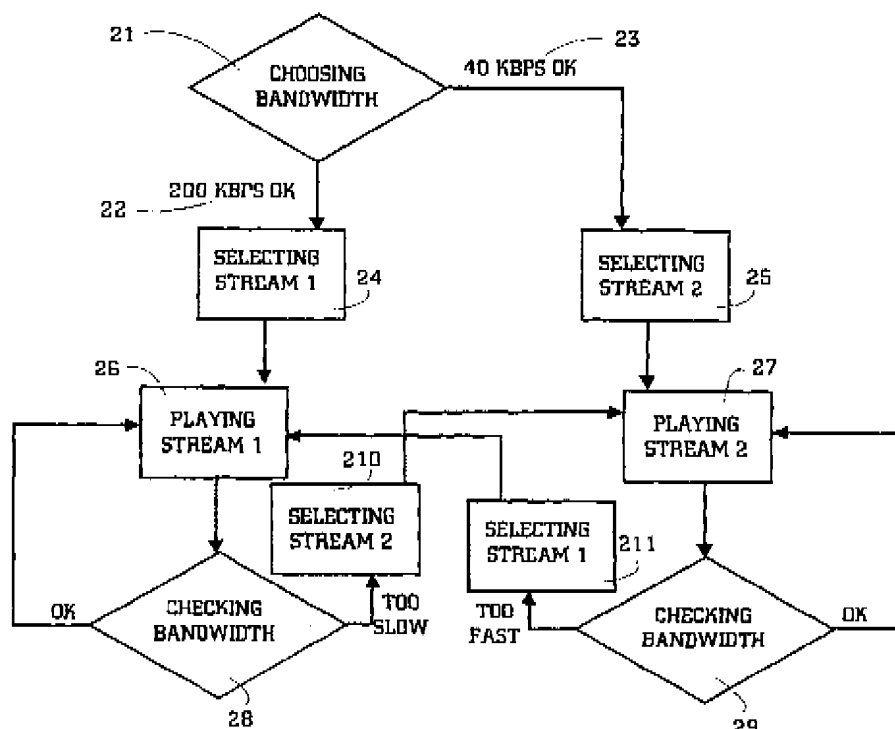 21
CHOOSING
BANDWIDTH
23
40 KBPS OK
200 KBPS OK
22
SELECTING
STREAM 1
24
SELECTING
STREAM 2
25
26
PLAYING
STREAM 1
27
PLAYING
STREAM 2
210
SELECTING
STREAM 2
SELECTING
STREAM 1
211
OK
CHECKING
BANDWIDTH
TOO
SLOW
TOO
FAST
CHECKING
BANDWIDTH
OK
28
29